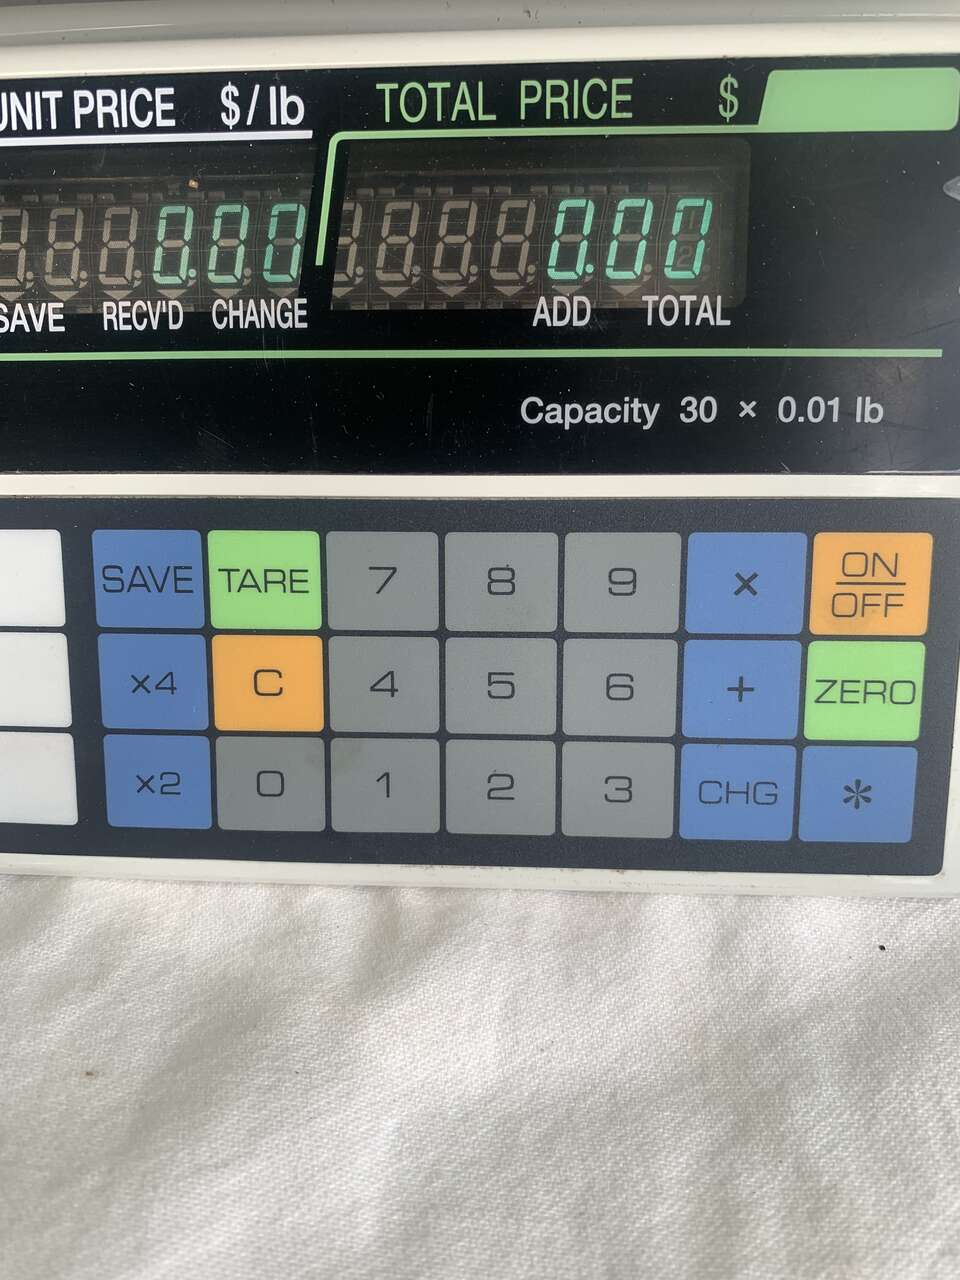 UNIT PRICE $/lb TOTAL PRICE $
0.00 0.00
SAVE RECV'D CHANGE ADD TOTAL
Capacity 30 × 0.01 lb
SAVE TARE 7 8 9 × ON/OFF
×4 C 4 5 6 + ZERO
×2 0 1 2 3 CHG *